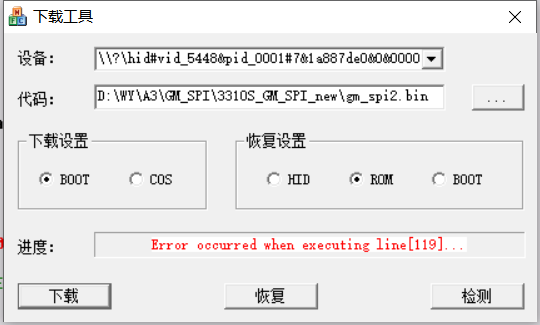 下载工具
设备: \\?\hid#vid_5448&pid_0001#7&1a887de0&0&0000
代码: D:\WY\A3\GM_SPI\3310S_GM_SPI_new\gm_spi2.bin ...
下载设置 恢复设置
BOOT COS HID ROM BOOT
进度: Error occurred when executing line[119]...
下载 恢复 检测